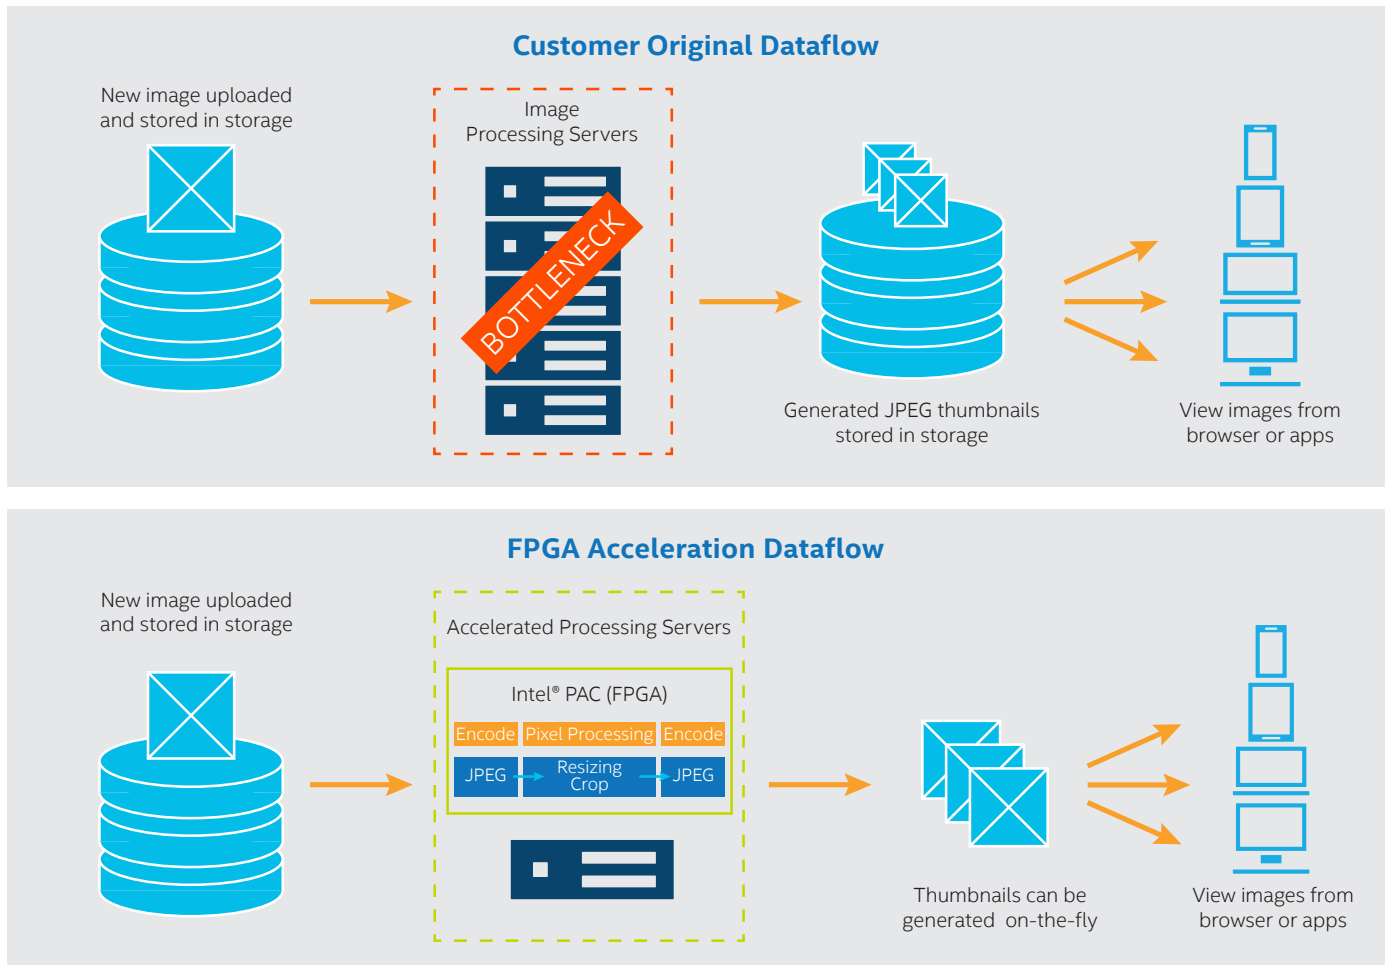 Customer Original Dataflow
New image uploaded
and stored in storage
Image
Processing Servers
BOTTLENECK
Generated JPEG thumbnails
stored in storage
View images from
browser or apps
FPGA Acceleration Dataflow
New image uploaded
and stored in storage
Accelerated Processing Servers
Intel® PAC (FPGA)
Encode Pixel Processing Encode
JPEG Resizing JPEG
Crop
Thumbnails can be
generated on-the-fly
View images from
browser or apps